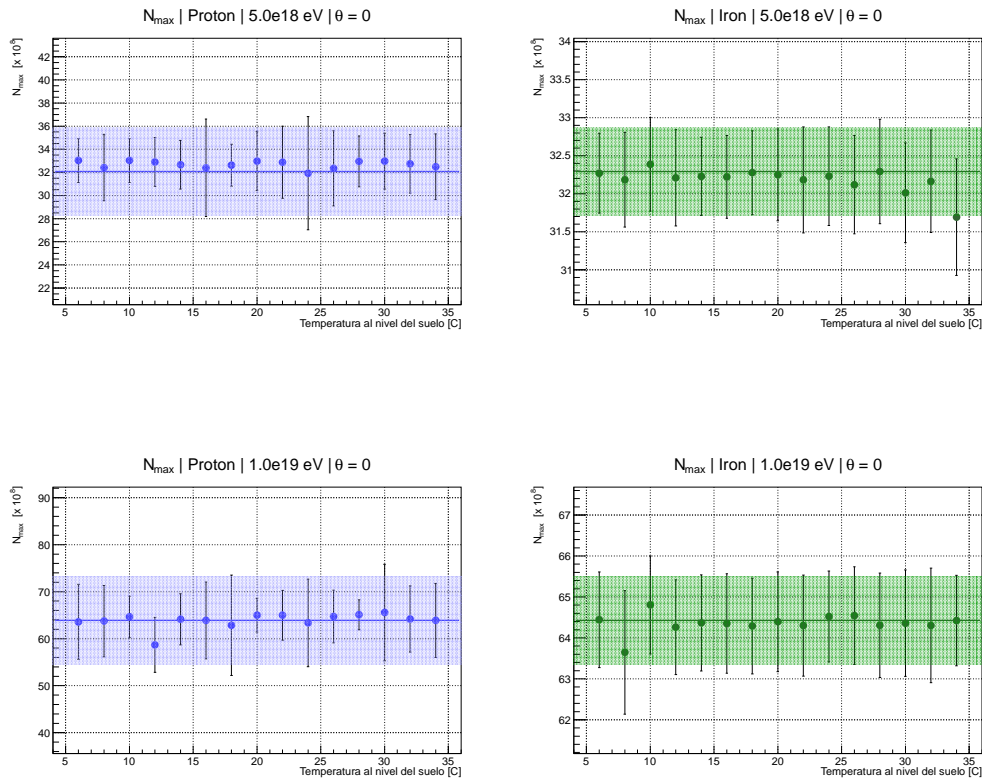 N_max | Proton | 5.0e18 eV | θ = 0
N_max [x 10^8]
42
40
38
36
34
32
30
28
26
24
22
5 10 15 20 25 30 35
Temperatura al nivel del suelo [C]
N_max | Iron | 5.0e18 eV | θ = 0
N_max [x 10^8]
34
33.5
33
32.5
32
31.5
31
5 10 15 20 25 30 35
Temperatura al nivel del suelo [C]
N_max | Proton | 1.0e19 eV | θ = 0
N_max [x 10^8]
90
80
70
60
50
40
5 10 15 20 25 30 35
Temperatura al nivel del suelo [C]
N_max | Iron | 1.0e19 eV | θ = 0
N_max [x 10^8]
67
66
65
64
63
62
5 10 15 20 25 30 35
Temperatura al nivel del suelo [C]